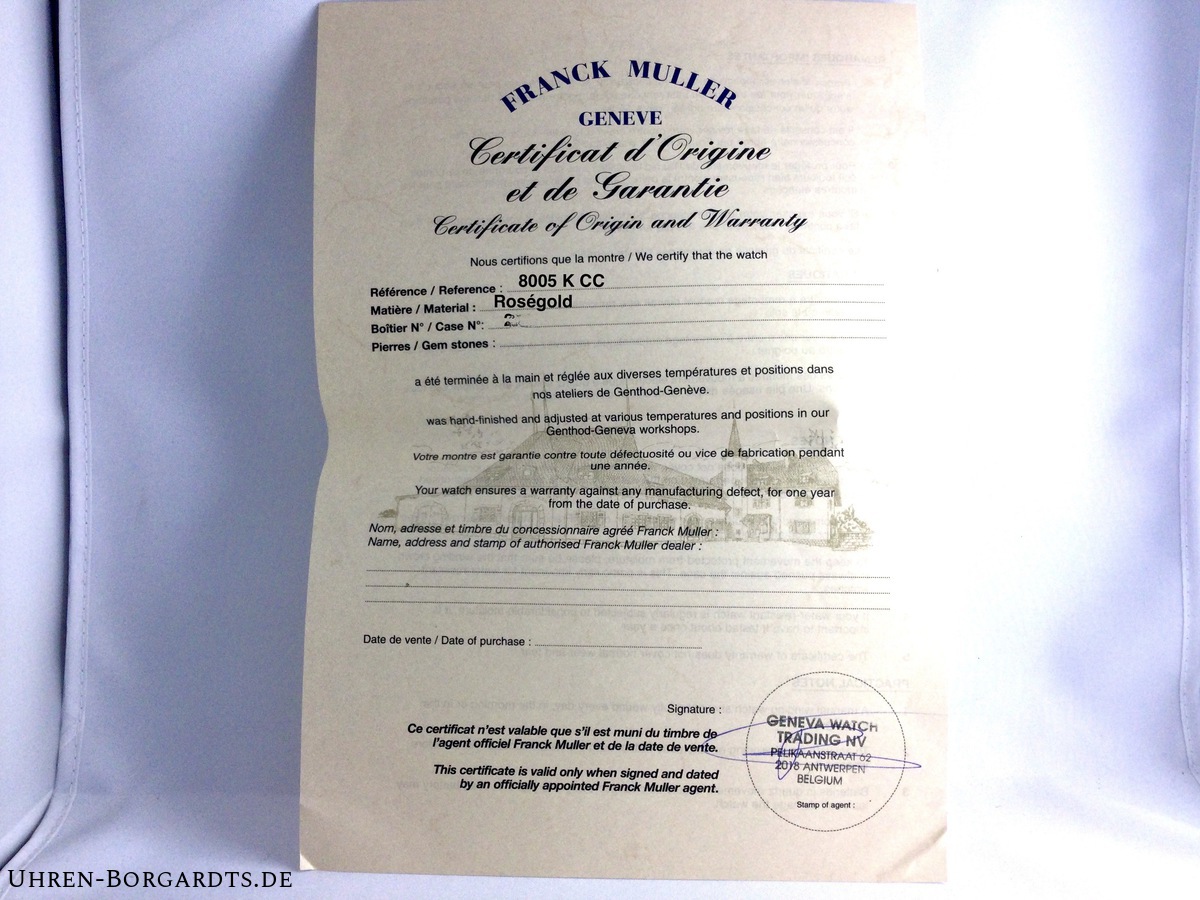 FRANCK MULLER
GENEVE
Certificat d'Origine
et de Garantie
Certificate of Origin and Warranty
Nous certifions que la montre / We certify that the watch
Référence / Reference : 8005 K CC
Matière / Material : Roségold
Boîtier N° / Case N°:
Pierres / Gem stones :
a été terminée à la main et réglée aux diverses températures et positions dans
nos ateliers de Genthod-Genève.
was hand-finished and adjusted at various temperatures and positions in our
Genthod-Geneva workshops.
Votre montre est garantie contre toute défectuosité ou vice de fabrication pendant
une année.
Your watch ensures a warranty against any manufacturing defect, for one year
from the date of purchase.
Nom, adresse et timbre du concessionnaire agréé Franck Muller :
Name, address and stamp of authorised Franck Muller dealer :
Date de vente / Date of purchase :
Signature :
Ce certificat n'est valable que s'il est muni du timbre de
l'agent officiel Franck Muller et de la date de vente.
This certificate is valid only when signed and dated
by an officially appointed Franck Muller agent.
GENEVA WATCH
TRADING NV
PELIKAANSTRAAT 62
2018 ANTWERPEN
BELGIUM
Stamp of agent :
UHREN-BORGARDTS.DE